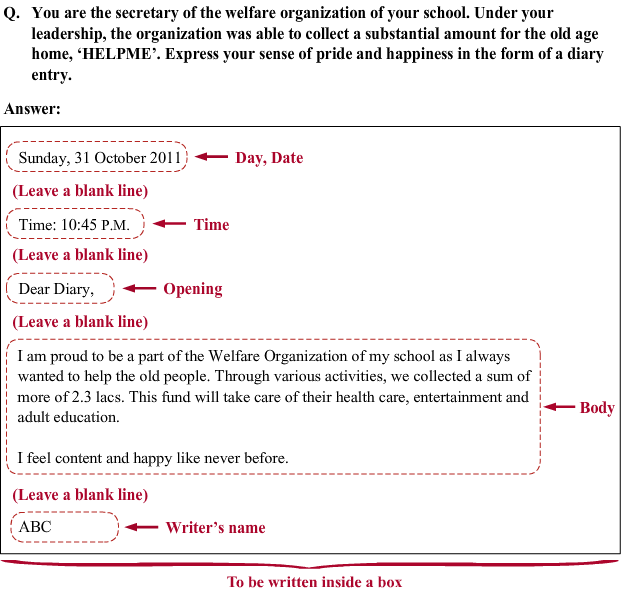 Q. You are the secretary of the welfare organization of your school. Under your
leadership, the organization was able to collect a substantial amount for the old age
home, ‘HELPME’. Express your sense of pride and happiness in the form of a diary
entry.
Answer:
Sunday, 31 October 2011 Day, Date
(Leave a blank line)
Time: 10:45 P.M. Time
(Leave a blank line)
Dear Diary, Opening
(Leave a blank line)
I am proud to be a part of the Welfare Organization of my school as I always
wanted to help the old people. Through various activities, we collected a sum of
more of 2.3 lacs. This fund will take care of their health care, entertainment and
adult education.
Body
I feel content and happy like never before.
(Leave a blank line)
ABC Writer’s name
To be written inside a box